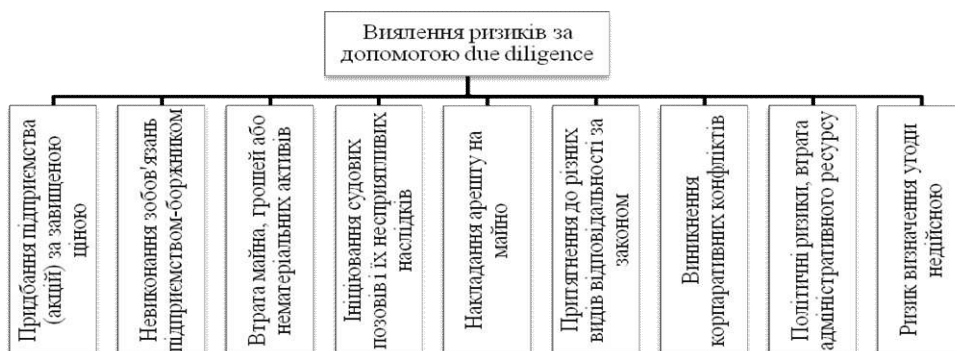 Виялення ризиків за
допомогою due diligence
Придбання підприємства
(акцій) за завищеною
ціною
Невиконання зобов'язань
підприємством-боржником
Втрата майна, грошей або
нематеріальних активів
Ініціювання судових
позовів і їх несприятливих
наслідків
Накладання арешту на
майно
Притягнення до різних
видів відповідальності за
законом
Виникнення
корпаративних конфліктів
Політичні ризики, втрата
адміністративного ресурсу
Ризик визначення угоди
недійсною